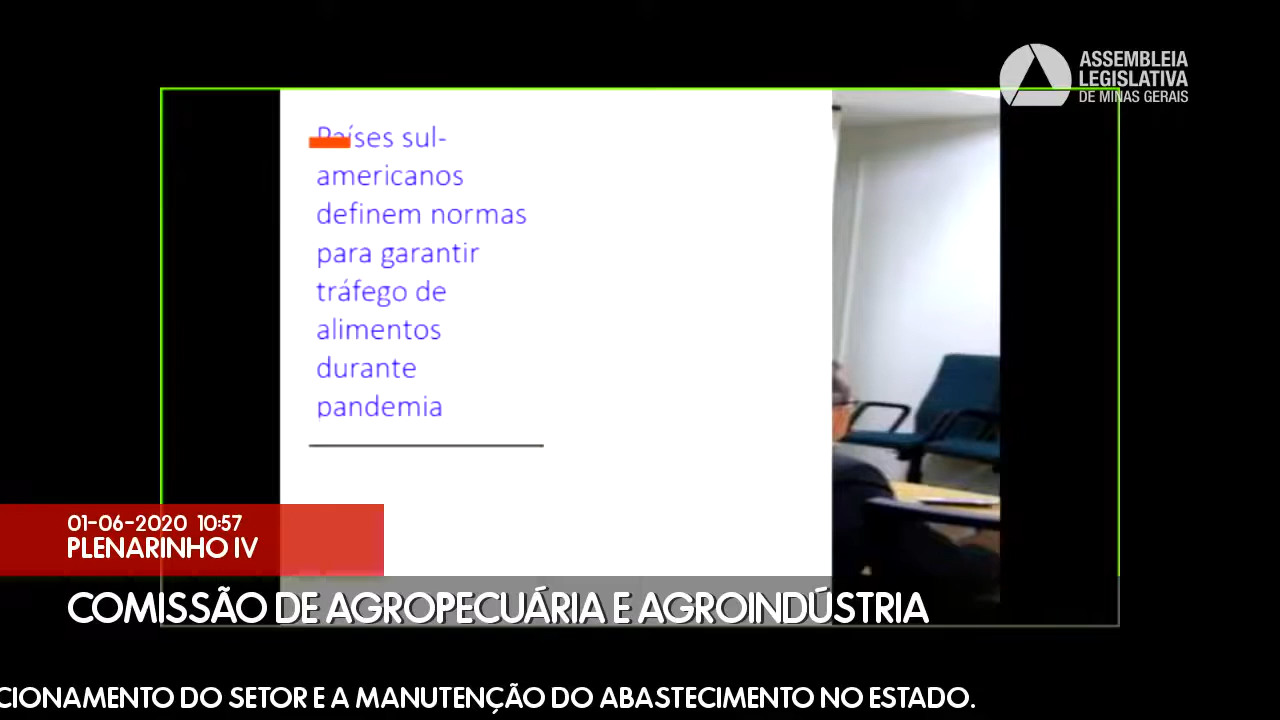 ASSEMBLEIA
LEGISLATIVA
DE MINAS GERAIS
Países sul-
americanos
definem normas
para garantir
tráfego de
alimentos
durante
pandemia
01-06-2020 10:57
PLENARINHO IV
COMISSÃO DE AGROPECUÁRIA E AGROINDÚSTRIA
CIONAMENTO DO SETOR E A MANUTENÇÃO DO ABASTECIMENTO NO ESTADO.